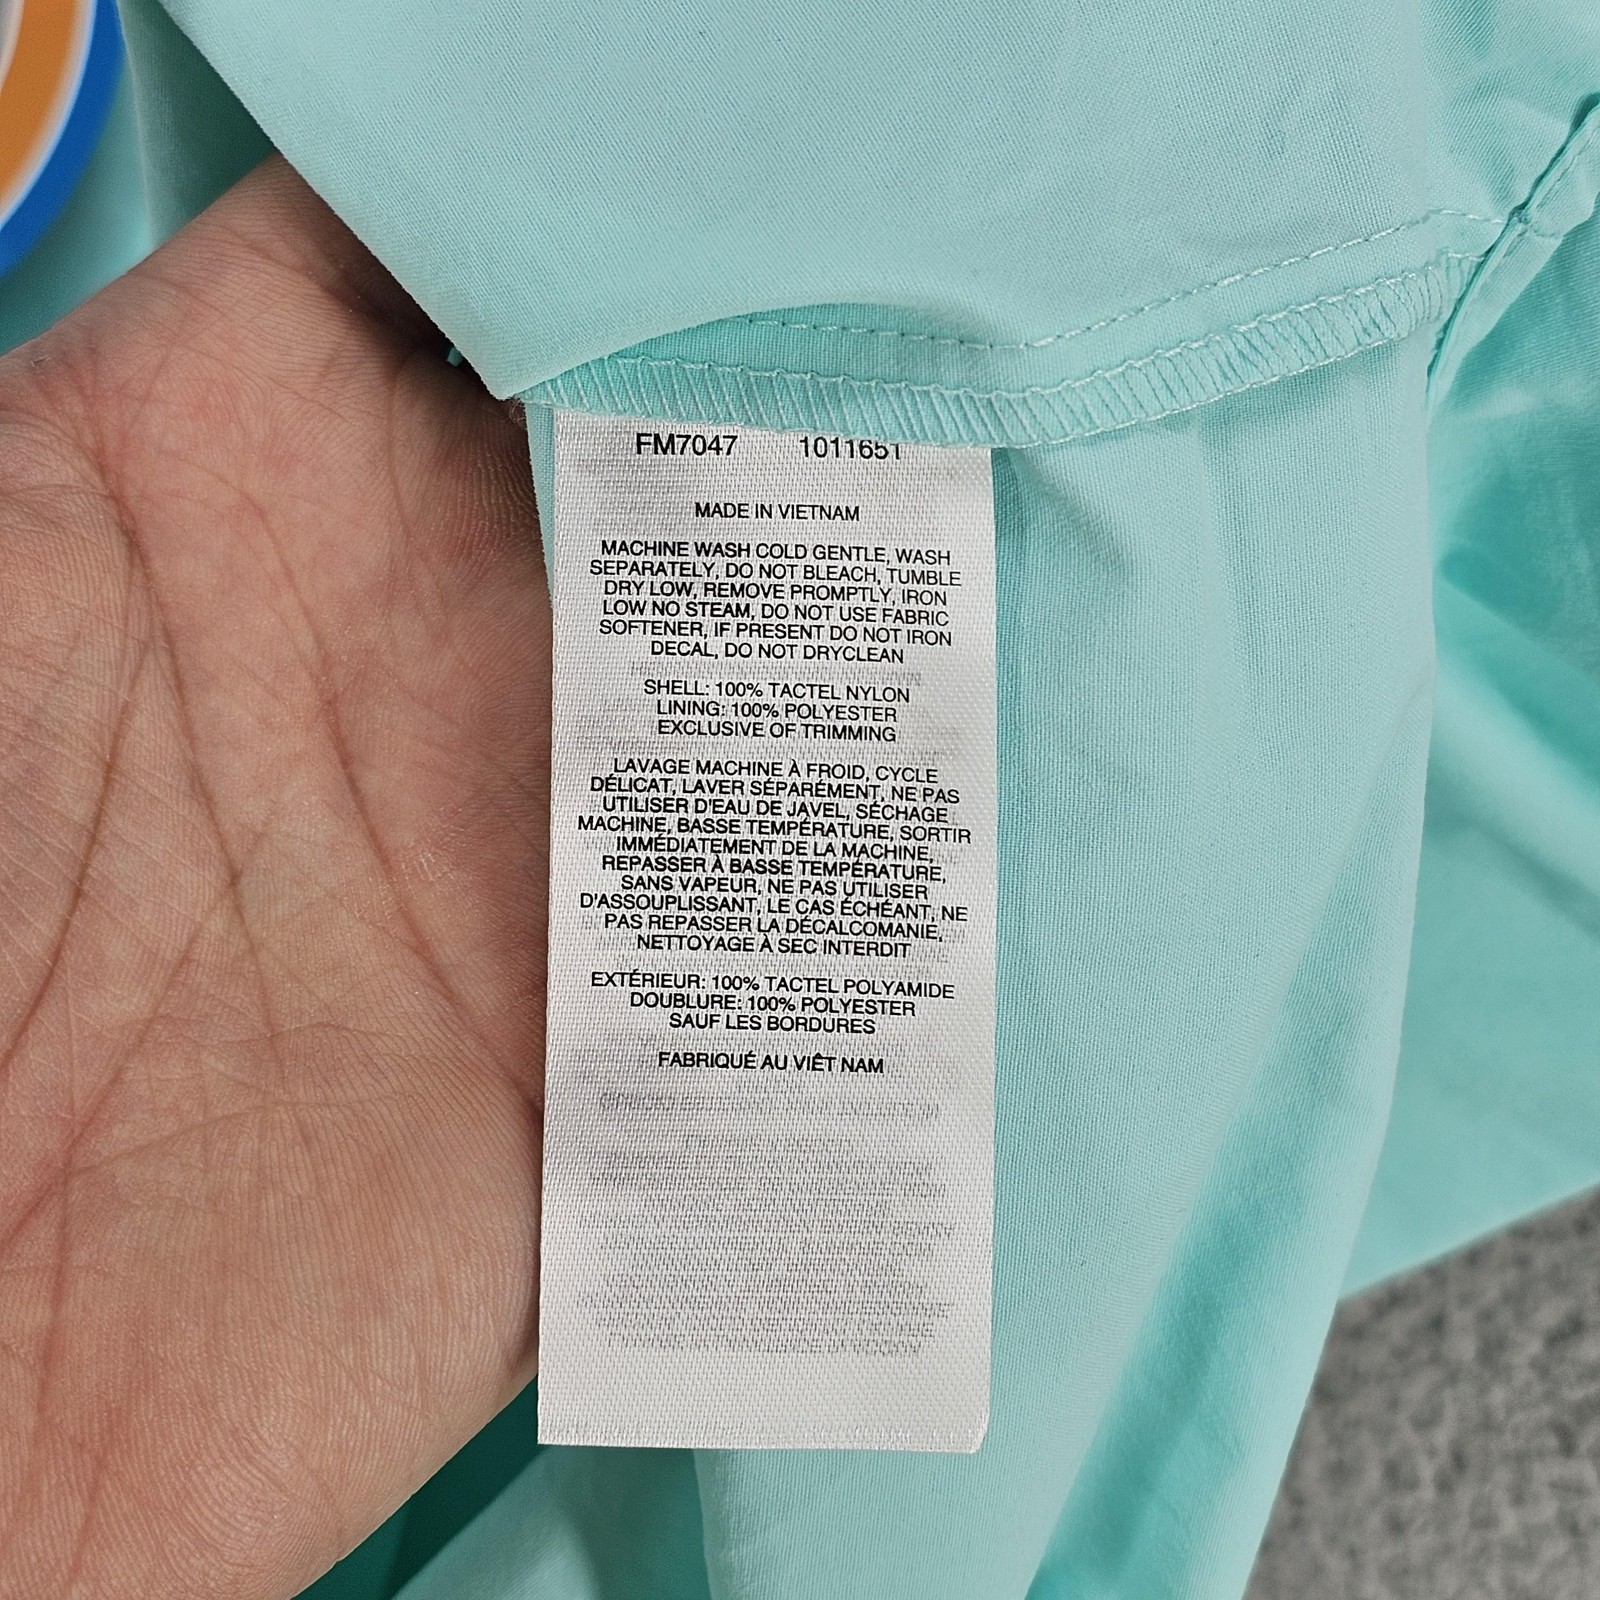 FM7047 1011651
MADE IN VIETNAM
MACHINE WASH COLD GENTLE, WASH
SEPARATELY, DO NOT BLEACH, TUMBLE
DRY LOW, REMOVE PROMPTLY, IRON
LOW NO STEAM, DO NOT USE FABRIC
SOFTENER, IF PRESENT DO NOT IRON
DECAL, DO NOT DRYCLEAN
SHELL: 100% TACTEL NYLON
LINING: 100% POLYESTER
EXCLUSIVE OF TRIMMING
LAVAGE MACHINE À FROID, CYCLE
DÉLICAT, LAVER SÉPARÉMENT, NE PAS
UTILISER D'EAU DE JAVEL, SÉCHAGE
MACHINE, BASSE TEMPÉRATURE, SORTIR
IMMÉDIATEMENT DE LA MACHINE,
REPASSER À BASSE TEMPÉRATURE,
SANS VAPEUR, NE PAS UTILISER
D'ASSOUPLISSANT, LE CAS ÉCHÉANT, NE
PAS REPASSER LA DÉCALCOMANIE,
NETTOYAGE À SEC INTERDIT
EXTÉRIEUR: 100% TACTEL POLYAMIDE
DOUBLURE: 100% POLYESTER
SAUF LES BORDURES
FABRIQUÉ AU VIÊT NAM